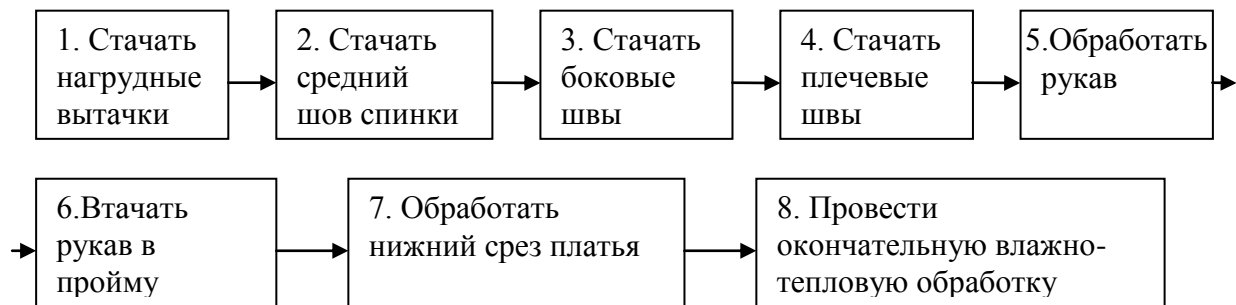 1. Стачать
нагрудные
вытачки
2. Стачать
средний
шов спинки
3. Стачать
боковые
швы
4. Стачать
плечевые
швы
5.Обработать
рукав
6.Втачать
рукав в
пройму
7. Обработать
нижний срез платья
8. Провести
окончательную влажно-
тепловую обработку